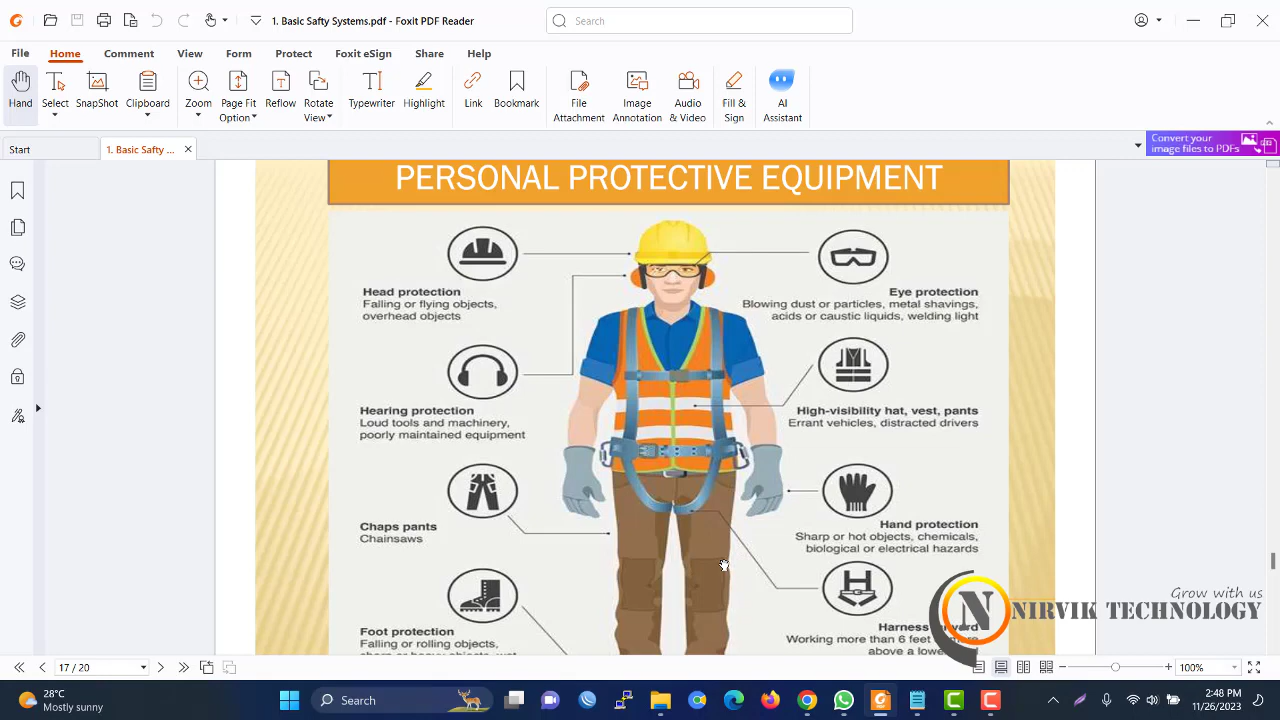 1. Basic Safty Systems.pdf - Foxit PDF Reader
Search
File
Home
Comment
View
Form
Protect
Foxit eSign
Share
Help
Hand
Select
SnapShot
Clipboard
Zoom
Page Fit
Option
Reflow
Rotate
View
Typewriter
Highlight
Link
Bookmark
File
Attachment
Image
Annotation
Audio
& Video
Fill &
Sign
AI
Assistant
Start
1. Basic Safty ...
Convert your
image files to PDFs
PERSONAL PROTECTIVE EQUIPMENT
Head protection
Falling or flying objects,
overhead objects
Eye protection
Blowing dust or particles, metal shavings,
acids or caustic liquids, welding light
Hearing protection
Loud tools and machinery,
poorly maintained equipment
High-visibility hat, vest, pants
Errant vehicles, distracted drivers
Chaps pants
Chainsaws
Hand protection
Sharp or hot objects, chemicals,
biological or electrical hazards
Foot protection
Falling or rolling objects,
Harness
Working more than 6 feet
above a lowe
Grow with us
N NIRVIK TECHNOLOGY
17 / 20
100%
28°C
Mostly sunny
Search
2:48 PM
11/26/2023